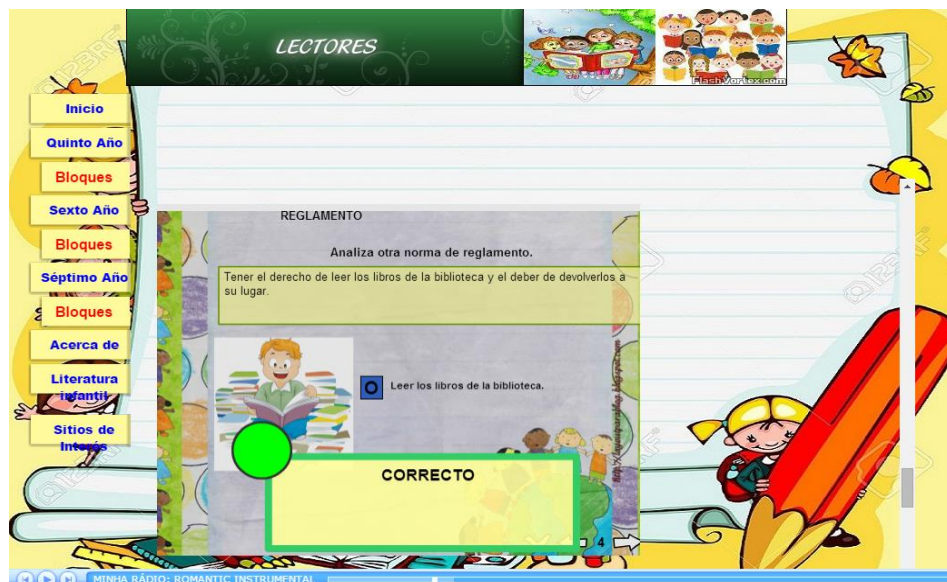 LECTORES
FlashVortex.com
Inicio
Quinto Año
Bloques
Sexto Año
Bloques
Séptimo Año
Bloques
Acerca de
Literatura
infantil
Sitios de
Interés
REGLAMENTO
Analiza otra norma de reglamento.
Tener el derecho de leer los libros de la biblioteca y el deber de devolverlos a
su lugar.
O Leer los libros de la biblioteca.
CORRECTO
4
MINHA RÁDIO: ROMANTIC INSTRUMENTAL